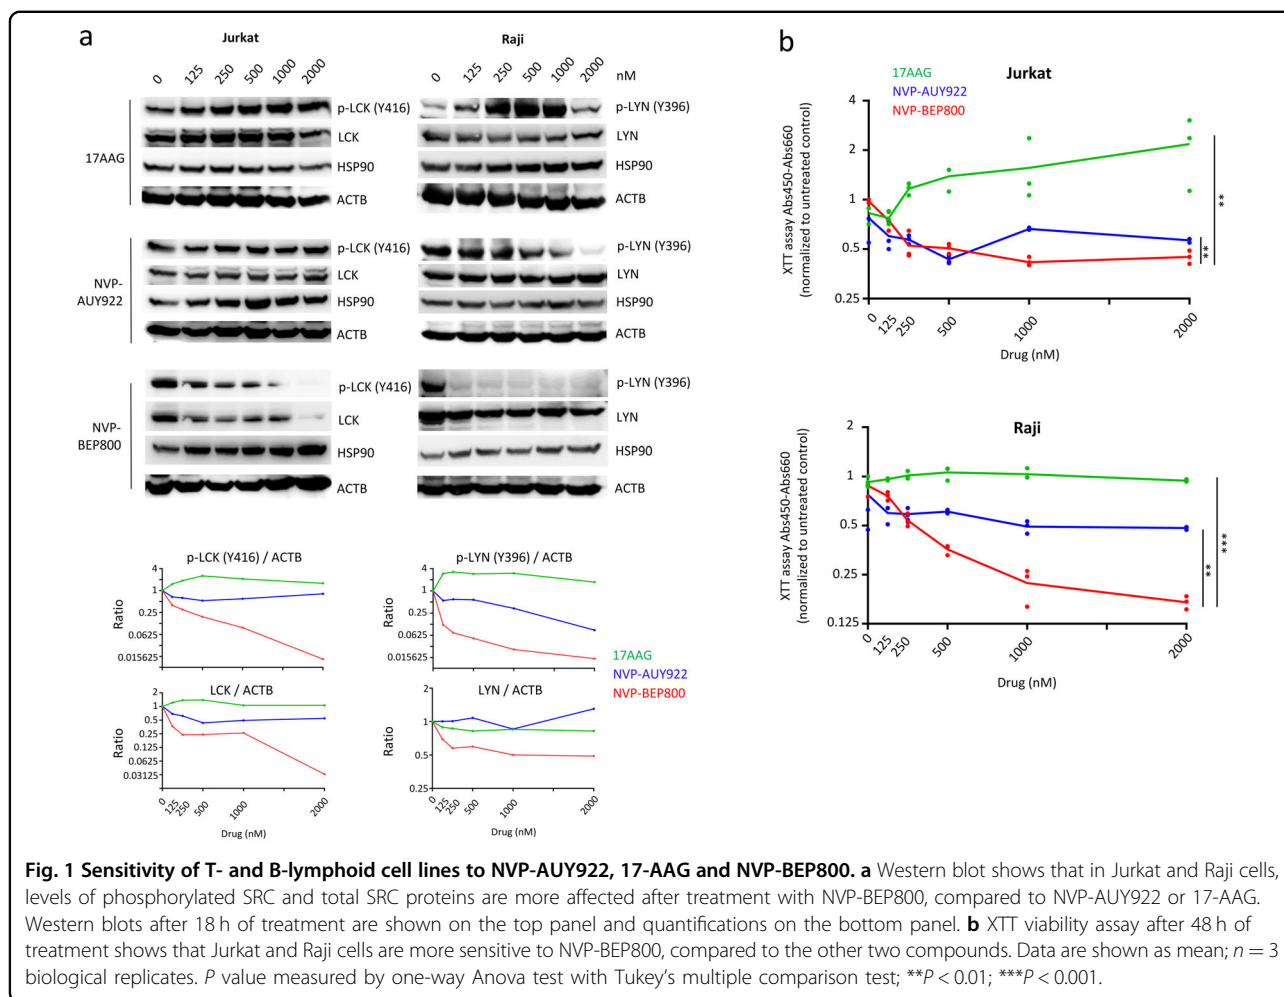 a
Jurkat
0 125 250 500 1000 2000
Raji
0 125 250 500 1000 2000
nM
17AAG
p-LCK (Y416)
LCK
HSP90
ACTB
p-LYN (Y396)
LYN
HSP90
ACTB
NVP-
AUY922
p-LCK (Y416)
LCK
HSP90
ACTB
p-LYN (Y396)
LYN
HSP90
ACTB
NVP-
BEP800
p-LCK (Y416)
LCK
HSP90
ACTB
p-LYN (Y396)
LYN
HSP90
ACTB
p-LCK (Y416) / ACTB
Ratio
4
1
0.25
0.0625
0.015625
p-LYN (Y396) / ACTB
Ratio
4
1
0.25
0.0625
0.015625
17AAG
NVP-AUY922
NVP-BEP800
LCK / ACTB
Ratio
2
1
0.5
0.25
0.125
0.0625
0.03125
0 125 250 500 1000 2000
Drug (nM)
LYN / ACTB
Ratio
2
1
0.5
0.25
0 125 250 500 1000 2000
Drug (nM)
b
17AAG
NVP-AUY922
NVP-BEP800
Jurkat
XTT assay Abs450-Abs660
(normalized to untreated control)
4
2
1
0.5
0.25
0 125 250 500 1000 2000
Drug (nM)
**
**
Raji
XTT assay Abs450-Abs660
(normalized to untreated control)
2
1
0.5
0.25
0.125
0 125 250 500 1000 2000
Drug (nM)
**
***
Fig. 1 Sensitivity of T- and B-lymphoid cell lines to NVP-AUY922, 17-AAG and NVP-BEP800. a Western blot shows that in Jurkat and Raji cells,
levels of phosphorylated SRC and total SRC proteins are more affected after treatment with NVP-BEP800, compared to NVP-AUY922 or 17-AAG.
Western blots after 18 h of treatment are shown on the top panel and quantifications on the bottom panel. b XTT viability assay after 48 h of
treatment shows that Jurkat and Raji cells are more sensitive to NVP-BEP800, compared to the other two compounds. Data are shown as mean; n = 3
biological replicates. P value measured by one-way Anova test with Tukey's multiple comparison test; **P < 0.01; ***P < 0.001.